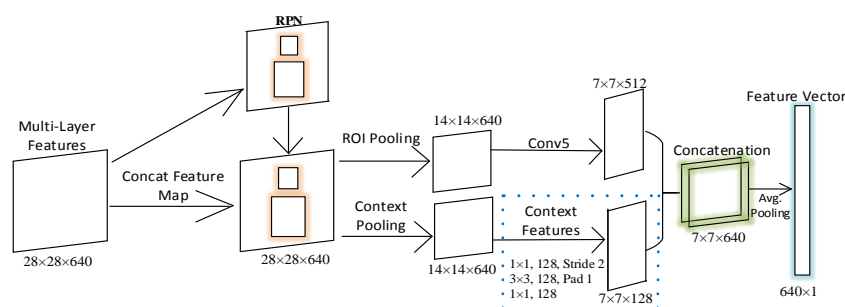 RPN
Multi-Layer
Features
28×28×640
Concat Feature
Map
28×28×640
ROI Pooling
14×14×640
Conv5
7×7×512
Context
Pooling
14×14×640
Context
Features
1×1, 128, Stride 2
3×3, 128, Pad 1
1×1, 128
7×7×128
Concatenation
7×7×640
Avg.
Pooling
Feature Vector
640×1